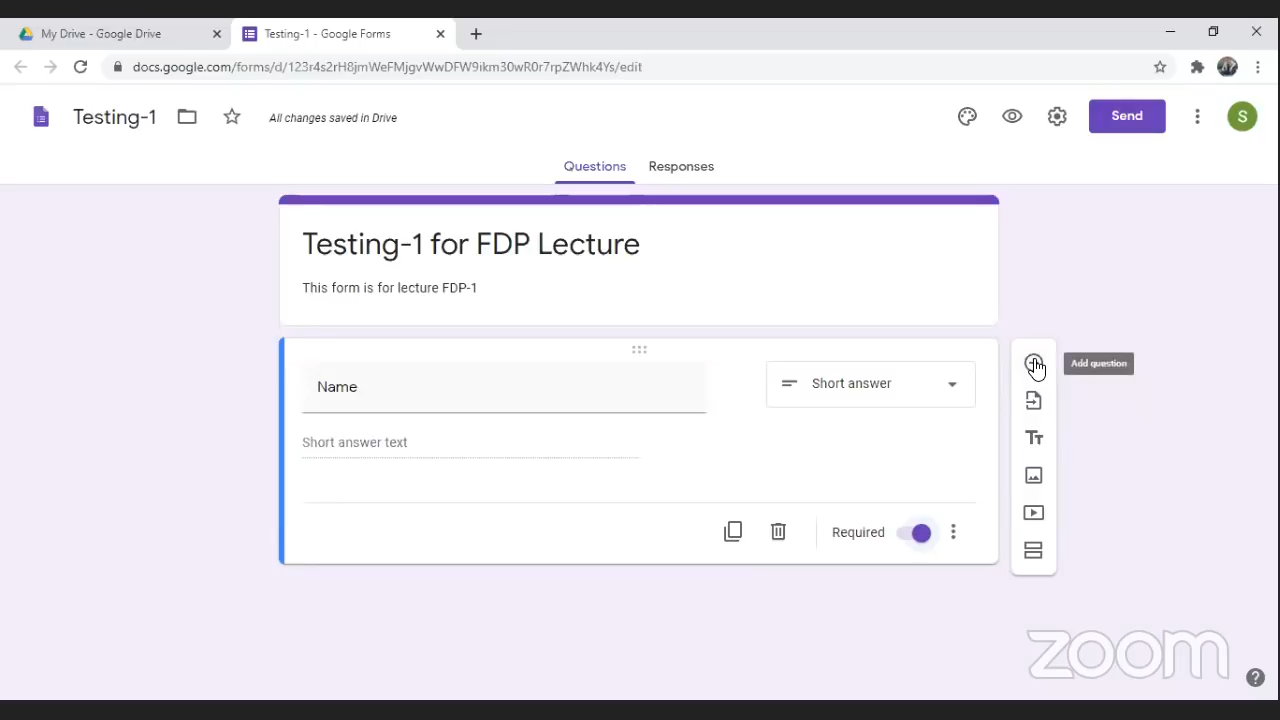 My Drive - Google Drive
Testing-1 - Google Forms
docs.google.com/forms/d/123r4s2rH8jmWeFMjgvWwDFW9ikm30wR0r7rpZWhk4Ys/edit
Testing-1
All changes saved in Drive
Send
S
Questions
Responses
Testing-1 for FDP Lecture
This form is for lecture FDP-1
Name
Short answer
Add question
Tт
Short answer text
Required
zoom